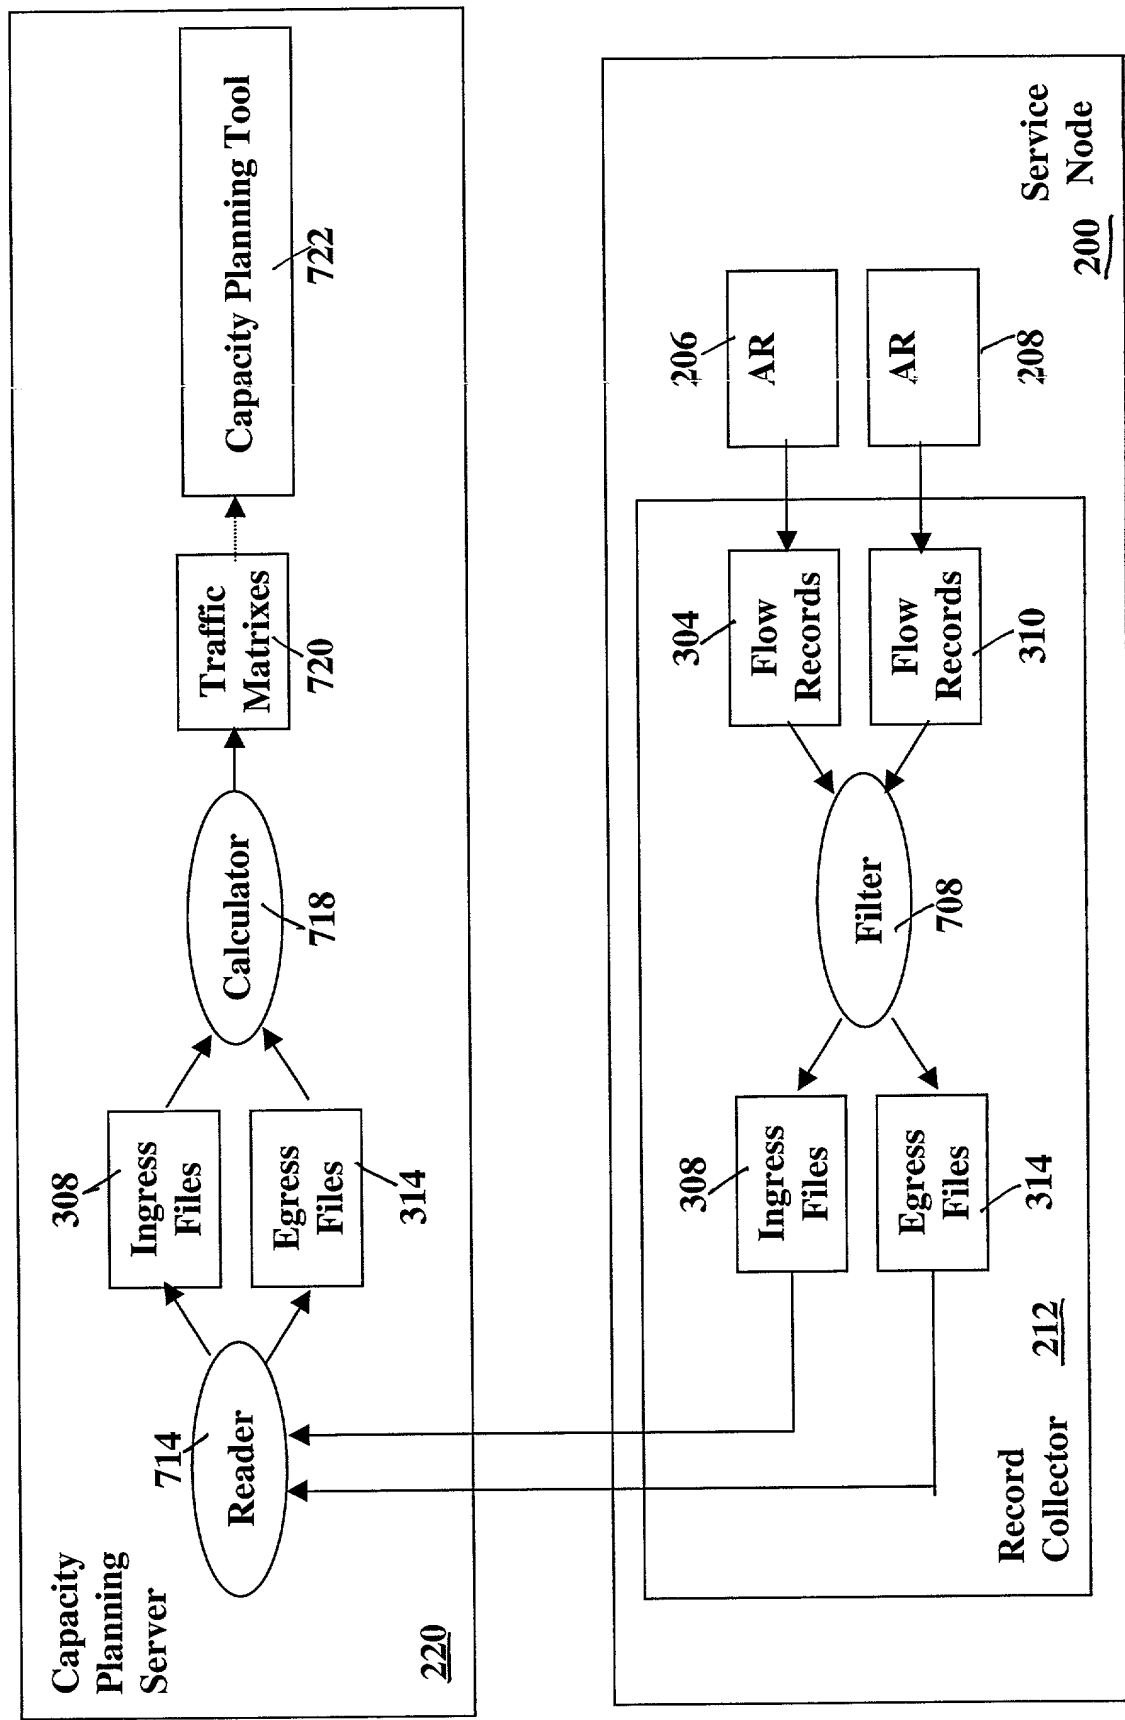 Capacity
Planning
Server
220
714
Reader
308
Ingress
Files
Egress
Files
314
Calculator
718
Traffic
Matrixes
720
Capacity Planning Tool
722
Record
Collector
212
308
Ingress
Files
Egress
Files
314
Filter
708
304
Flow
Records
Flow
Records
310
206
AR
AR
208
Service
Node
200